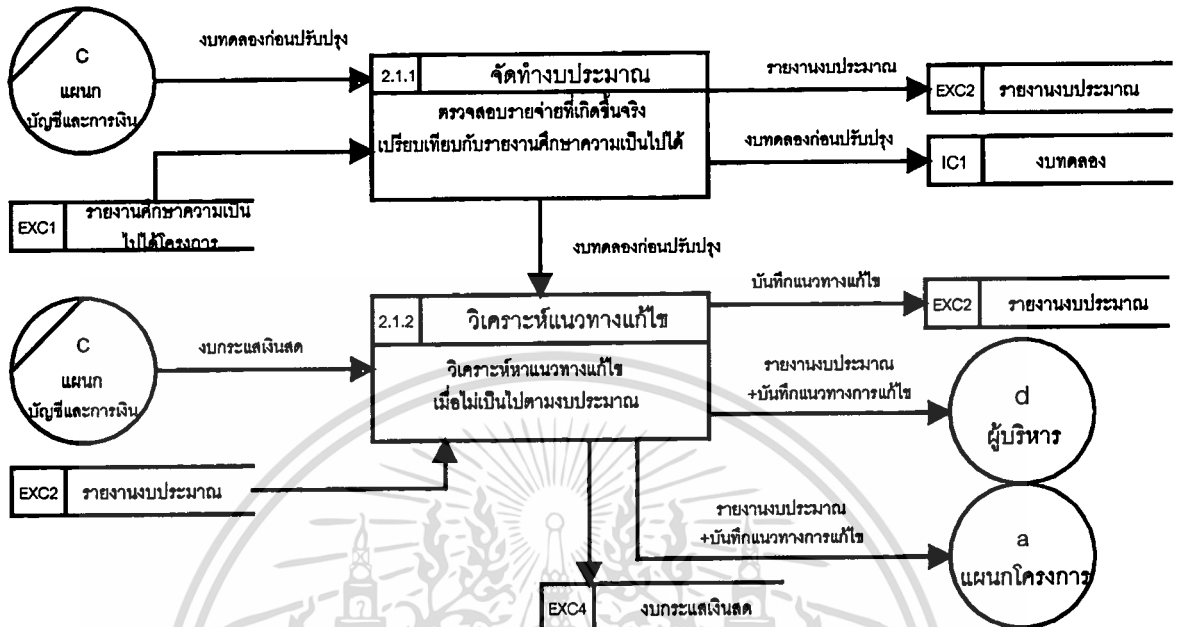 งบทดลองก่อนปรับปรุง
C
แผนก
บัญชีและการเงิน
2.1.1
จัดทำงบประมาณ
ตรวจสอบรายจ่ายที่เกิดขึ้นจริง
เปรียบเทียบกับรายงานศึกษาความเป็นไปได้
รายงานงบประมาณ
EXC2
รายงานงบประมาณ
งบทดลองก่อนปรับปรุง
IC1
งบทดลอง
EXC1
รายงานศึกษาความเป็น
ไปได้โครงการ
งบทดลองก่อนปรับปรุง
C
แผนก
บัญชีและการเงิน
งบกระแสเงินสด
2.1.2
วิเคราะห์แนวทางแก้ไข
วิเคราะห์หาแนวทางแก้ไข
เมื่อไม่เป็นไปตามงบประมาณ
บันทึกแนวทางแก้ไข
EXC2
รายงานงบประมาณ
รายงานงบประมาณ
+บันทึกแนวทางการแก้ไข
d
ผู้บริหาร
EXC2
รายงานงบประมาณ
รายงานงบประมาณ
+บันทึกแนวทางการแก้ไข
a
แผนกโครงการ
EXC4
งบกระแสเงินสด